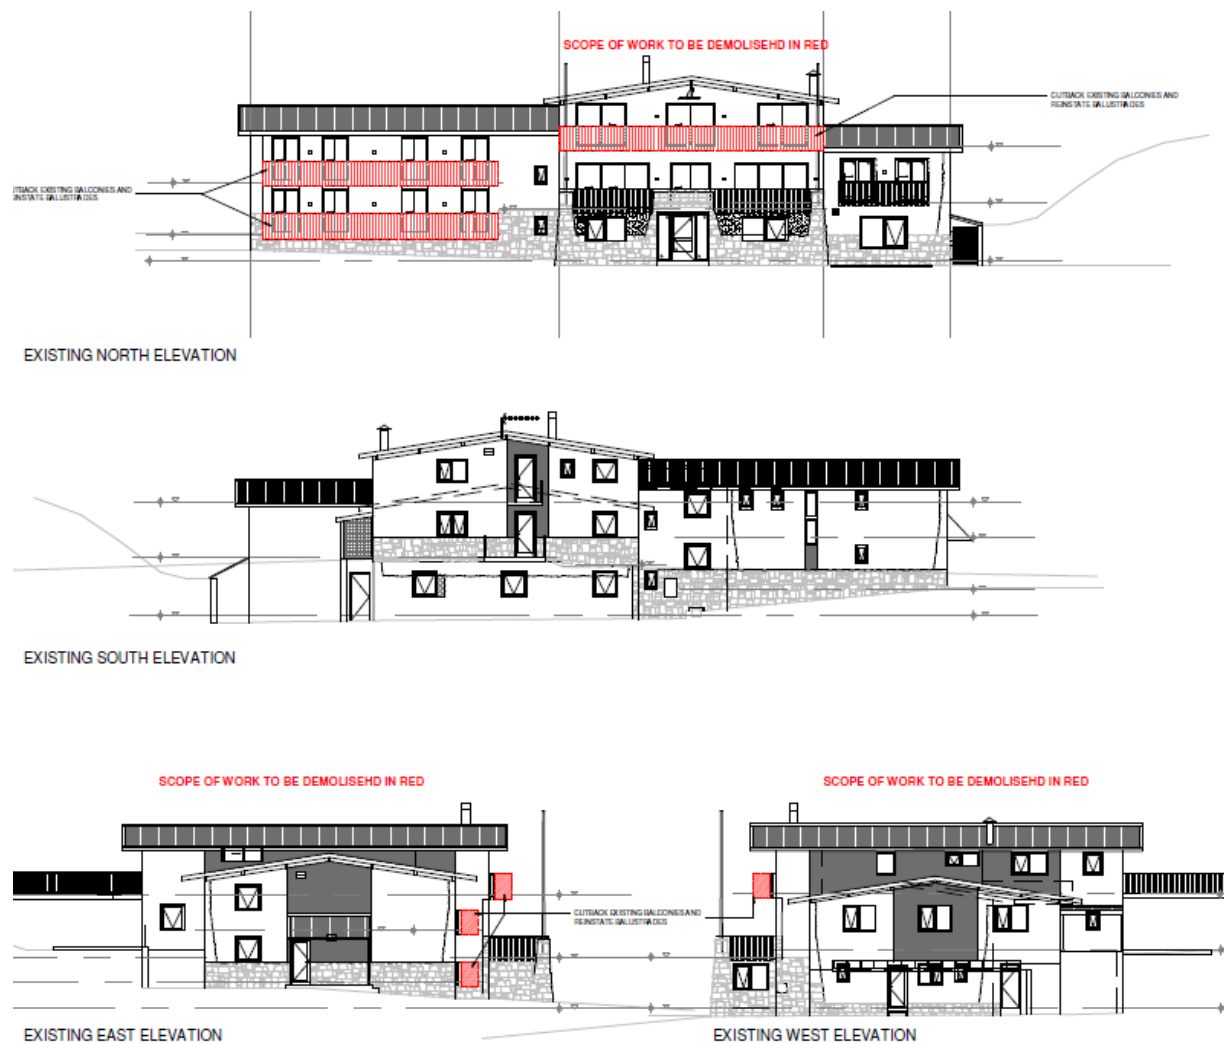 SCOPE OF WORK TO BE DEMOLISEHD IN RED
CUTBACK EXISTING BALCONIES AND
REINSTATE BALUSTRADES
UTBACK EXISTING BALCONIES AND
EINSTATE BALUSTRADES
EXISTING NORTH ELEVATION
EXISTING SOUTH ELEVATION
SCOPE OF WORK TO BE DEMOLISEHD IN RED
SCOPE OF WORK TO BE DEMOLISEHD IN RED
CUTBACK EXISTING BALCONIES AND
REINSTATE BALUSTRADES
EXISTING EAST ELEVATION
EXISTING WEST ELEVATION